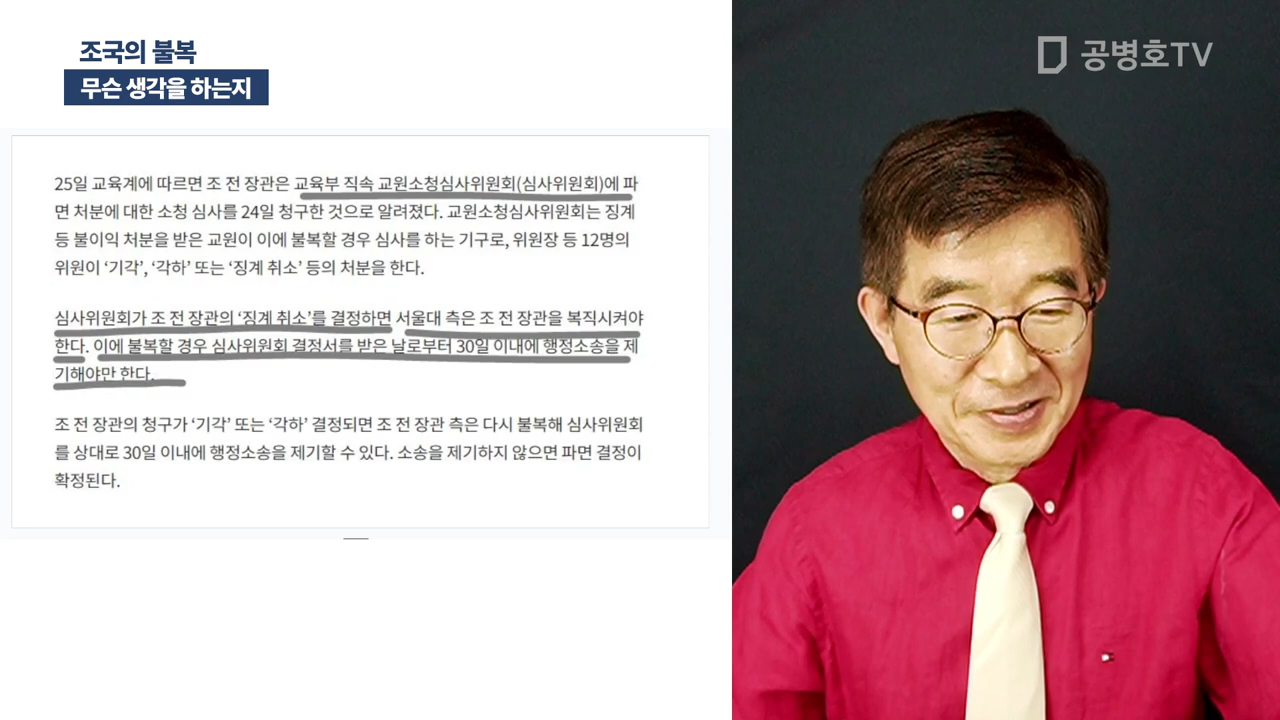 조국의 불복
무슨 생각을 하는지
공병호TV
25일 교육계에 따르면 조 전 장관은 교육부 직속 교원소청심사위원회(심사위원회)에 파
면 처분에 대한 소청 심사를 24일 청구한 것으로 알려졌다. 교원소청심사위원회는 징계
등 불이익 처분을 받은 교원이 이에 불복할 경우 심사를 하는 기구로, 위원장 등 12명의
위원이 ‘기각’, ‘각하’ 또는 ‘징계 취소’ 등의 처분을 한다.
심사위원회가 조 전 장관의 ‘징계 취소’를 결정하면 서울대 측은 조 전 장관을 복직시켜야
한다. 이에 불복할 경우 심사위원회 결정서를 받은 날로부터 30일 이내에 행정소송을 제
기해야만 한다.
조 전 장관의 청구가 ‘기각’ 또는 ‘각하’ 결정되면 조 전 장관 측은 다시 불복해 심사위원회
를 상대로 30일 이내에 행정소송을 제기할 수 있다. 소송을 제기하지 않으면 파면 결정이
확정된다.